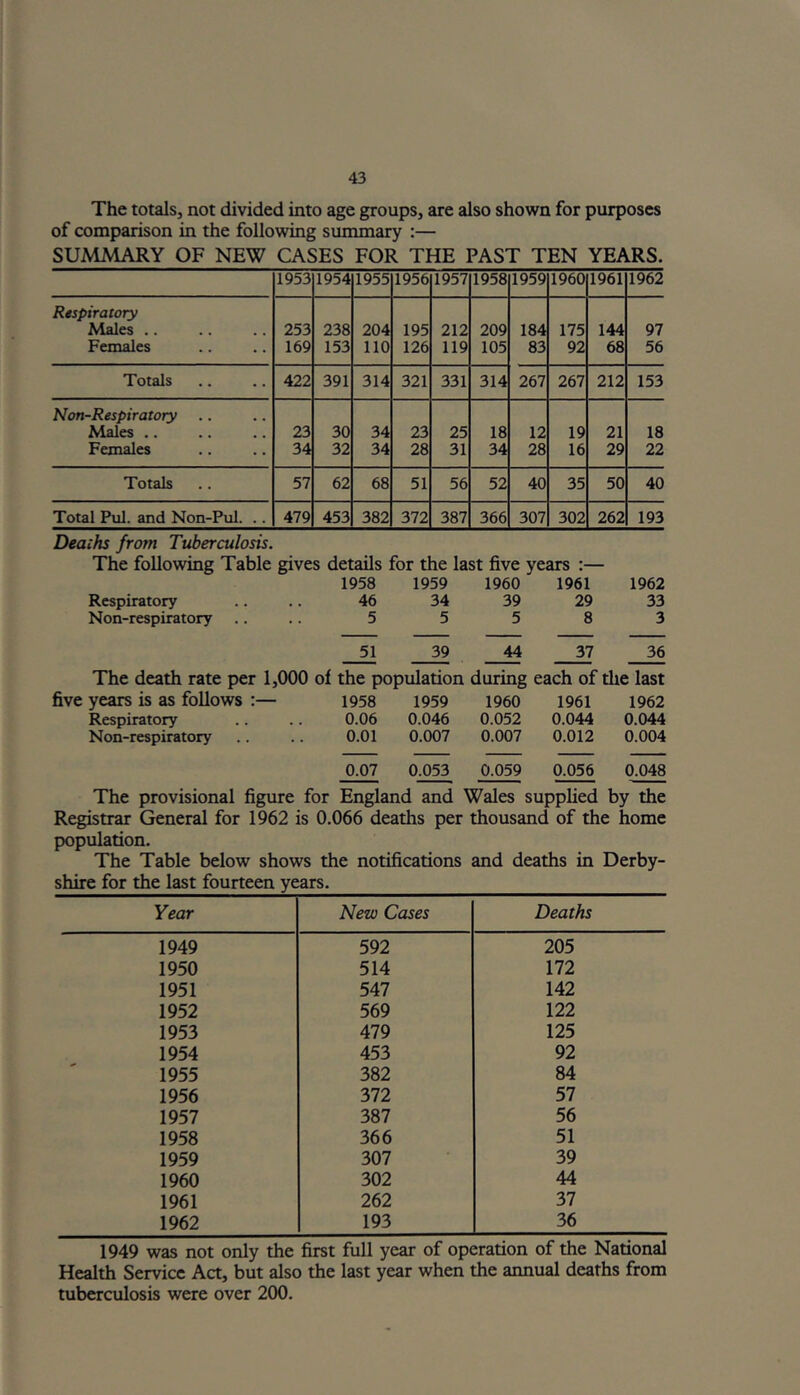 43
The totals, not divided into age groups, are also shown for purposes
of comparison in the following summary :—
SUMMARY OF NEW CASES FOR THE PAST TEN YEARS.
1953 1954 1955 1956 1957 1958 1959 1960 1961 1962
Respiratory
Males .. .. .. 253 238 204 195 212 209 184 175 144 97
Females .. .. 169 153 110 126 119 105 83 92 68 56
Totals .. .. 422 391 314 321 331 314 267 267 212 153
Non-Respiratory .. ..
Males .. .. .. 23 30 34 23 25 18 12 19 21 18
Females .. .. 34 32 34 28 31 34 28 16 29 22
Totals .. 57 62 68 51 56 52 40 35 50 40
Total Pul. and Non-Pul. .. 479 453 382 372 387 366 307 302 262 193
Deaths from Tuberculosis.
The following Table gives details for the last five years :—
1958 1959 1960 1961 1962
Respiratory .. .. 46 34 39 29 33
Non-respiratory .. .. 5 5 5 8 3
51 39 44 37 36
The death rate per 1,000 of the population during each of the last
five years is as follows :— 1958 1959 1960 1961 1962
Respiratory .. .. 0.06 0.046 0.052 0.044 0.044
Non-respiratory .. .. 0.01 0.007 0.007 0.012 0.004
0.07 0.053 0.059 0.056 0.048
The provisional figure for England and Wales supplied by the
Registrar General for 1962 is 0.066 deaths per thousand of the home
population.
The Table below shows the notifications and deaths in Derby-
shire for the last fourteen years.
Year New Cases Deaths
1949 592 205
1950 514 172
1951 547 142
1952 569 122
1953 479 125
1954 453 92
1955 382 84
1956 372 57
1957 387 56
1958 366 51
1959 307 39
1960 302 44
1961 262 37
1962 193 36
1949 was not only the first full year of operation of the National
Health Service Act, but also the last year when the annual deaths from
tuberculosis were over 200.